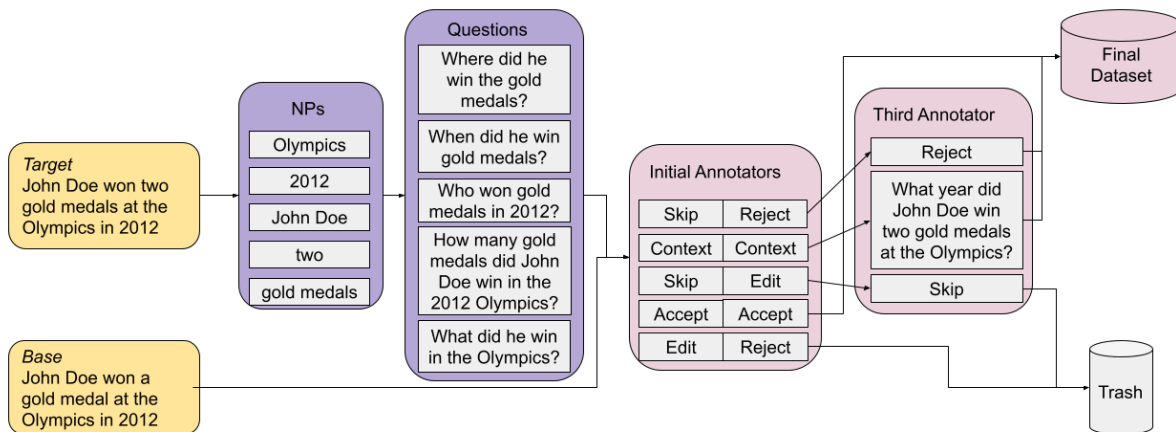 Target
John Doe won two
gold medals at the
Olympics in 2012
Base
John Doe won a
gold medal at the
Olympics in 2012
NPs
Olympics
2012
John Doe
two
gold medals
Questions
Where did he
win the gold
medals?
When did he win
gold medals?
Who won gold
medals in 2012?
How many gold
medals did John
Doe win in the
2012 Olympics?
What did he win
in the Olympics?
Initial Annotators
Skip Reject
Context Context
Skip Edit
Accept Accept
Edit Reject
Third Annotator
Reject
What year did
John Doe win
two gold medals
at the Olympics?
Skip
Final
Dataset
Trash